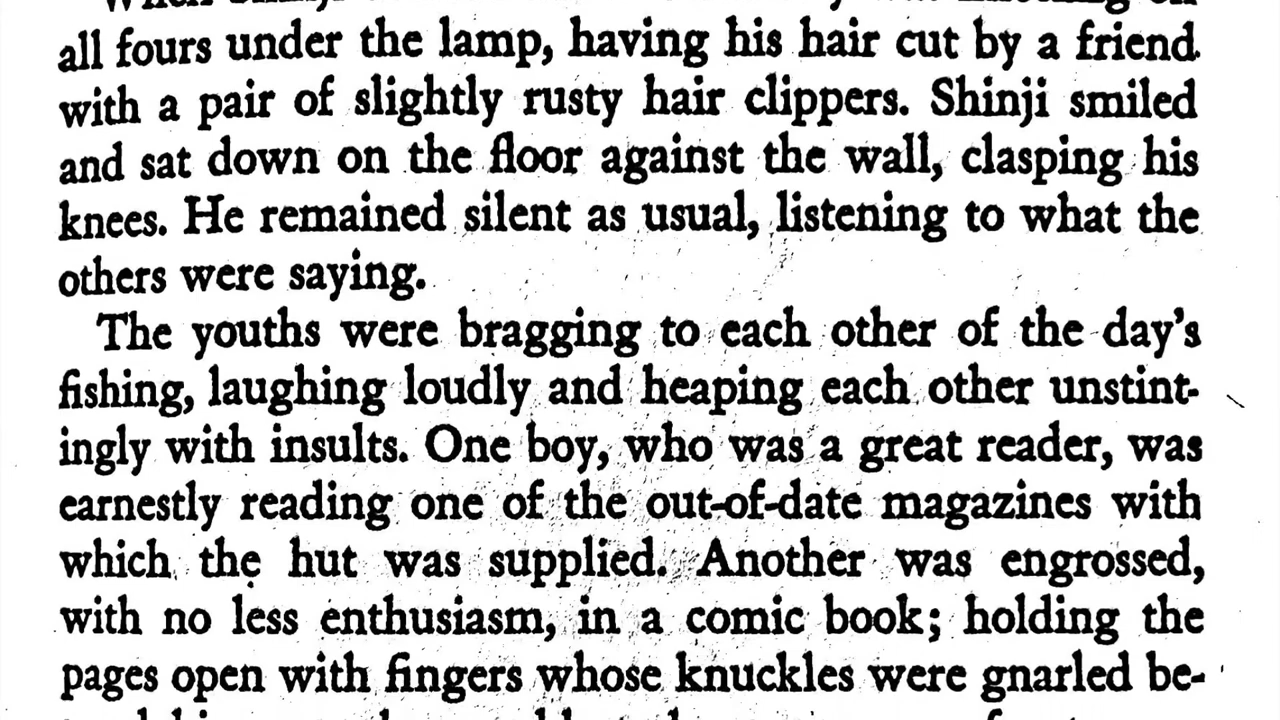 all fours under the lamp, having his hair cut by a friend
with a pair of slightly rusty hair clippers. Shinji smiled
and sat down on the floor against the wall, clasping his
knees. He remained silent as usual, listening to what the
others were saying.
The youths were bragging to each other of the day's
fishing, laughing loudly and heaping each other unstint-
ingly with insults. One boy, who was a great reader, was
earnestly reading one of the out-of-date magazines with
which the hut was supplied. Another was engrossed,
with no less enthusiasm, in a comic book; holding the
pages open with fingers whose knuckles were gnarled be-